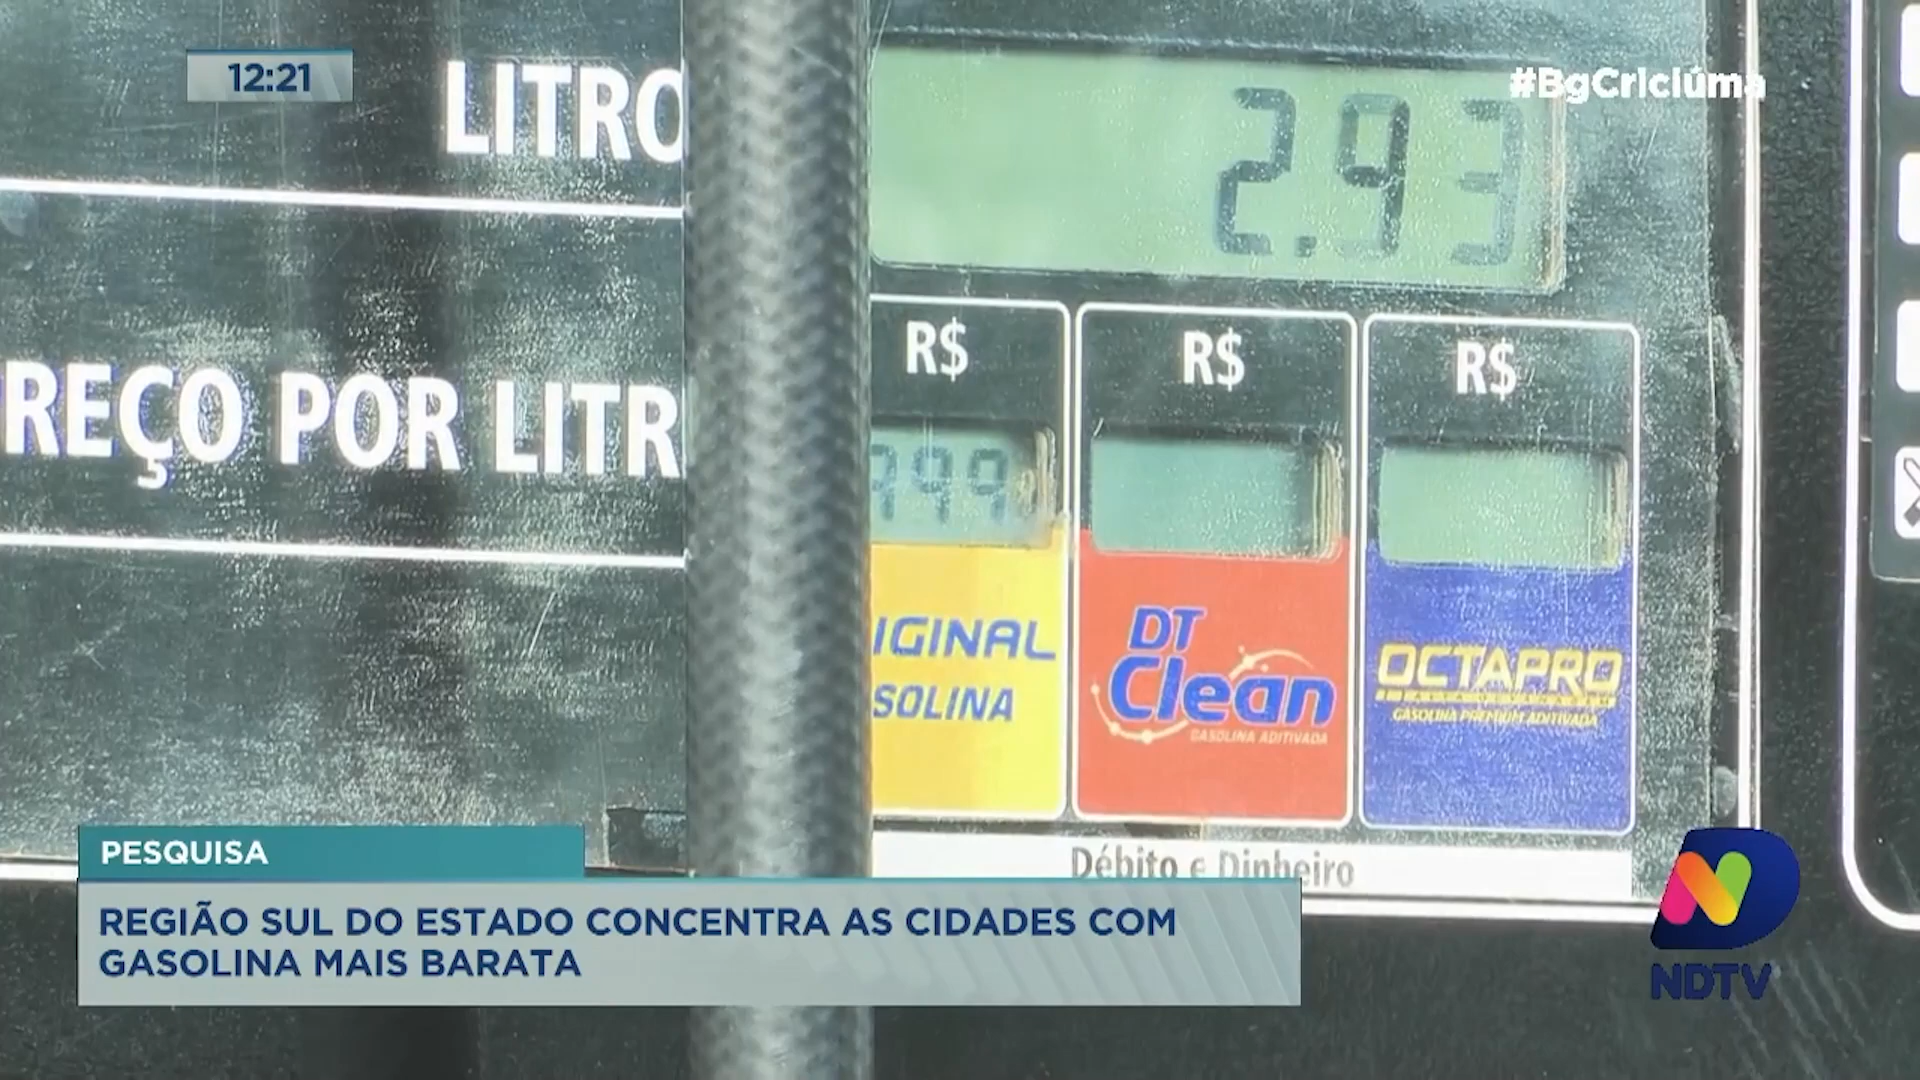 12:21
#BgCriciúma
LITRO
2.93
R$
R$
R$
REÇO POR LITR
999
IGINAL
SOLINA
DT
Clean
GASOLINA ADITIVADA
OCTAPRO
GASOLINA PREMIUM ADITIVADA
Débito e Dinheiro
PESQUISA
REGIÃO SUL DO ESTADO CONCENTRA AS CIDADES COM
GASOLINA MAIS BARATA
NDTV